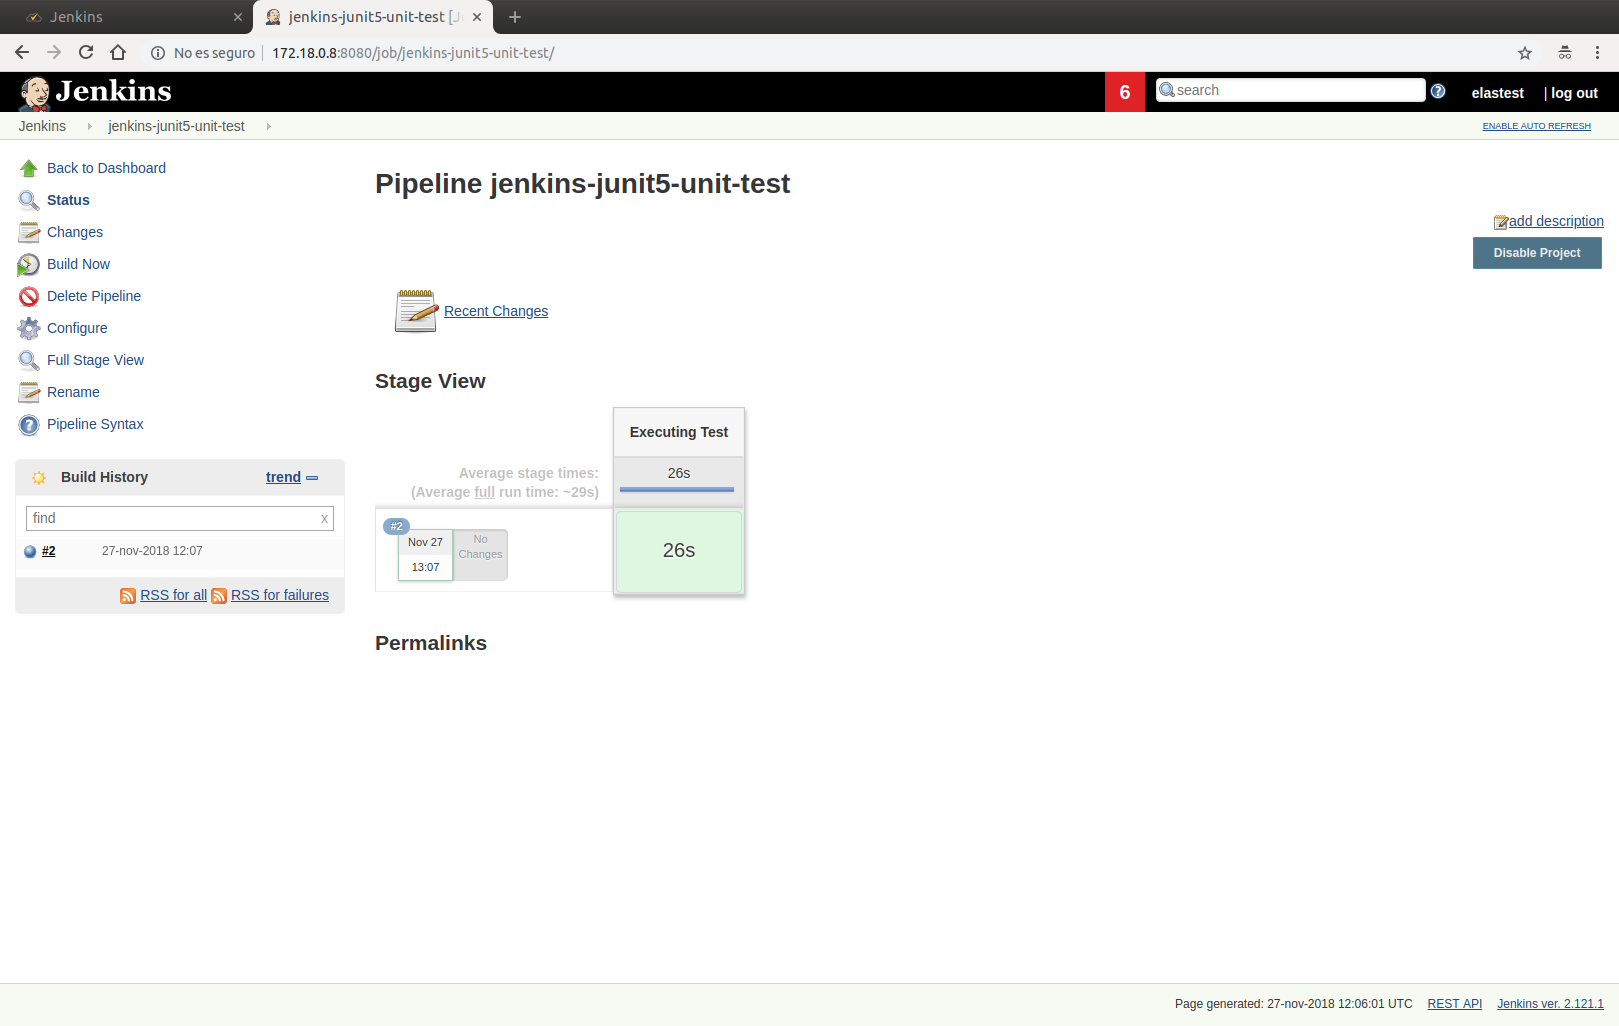 Jenkins
jenkins-junit5-unit-test [J
No es seguro
172.18.0.8:8080/job/jenkins-junit5-unit-test/
Jenkins
6
search
elastest
| log out
Jenkins
jenkins-junit5-unit-test
ENABLE AUTO REFRESH
Back to Dashboard
Status
Changes
Build Now
Delete Pipeline
Configure
Full Stage View
Rename
Pipeline Syntax
Build History
trend
find
x
#2
27-nov-2018 12:07
RSS for all
RSS for failures
Pipeline jenkins-junit5-unit-test
add description
Disable Project
Recent Changes
Stage View
Executing Test
Average stage times:
(Average full run time: ~29s)
26s
#2
Nov 27
13:07
No
Changes
26s
Permalinks
Page generated: 27-nov-2018 12:06:01 UTC
REST API
Jenkins ver. 2.121.1